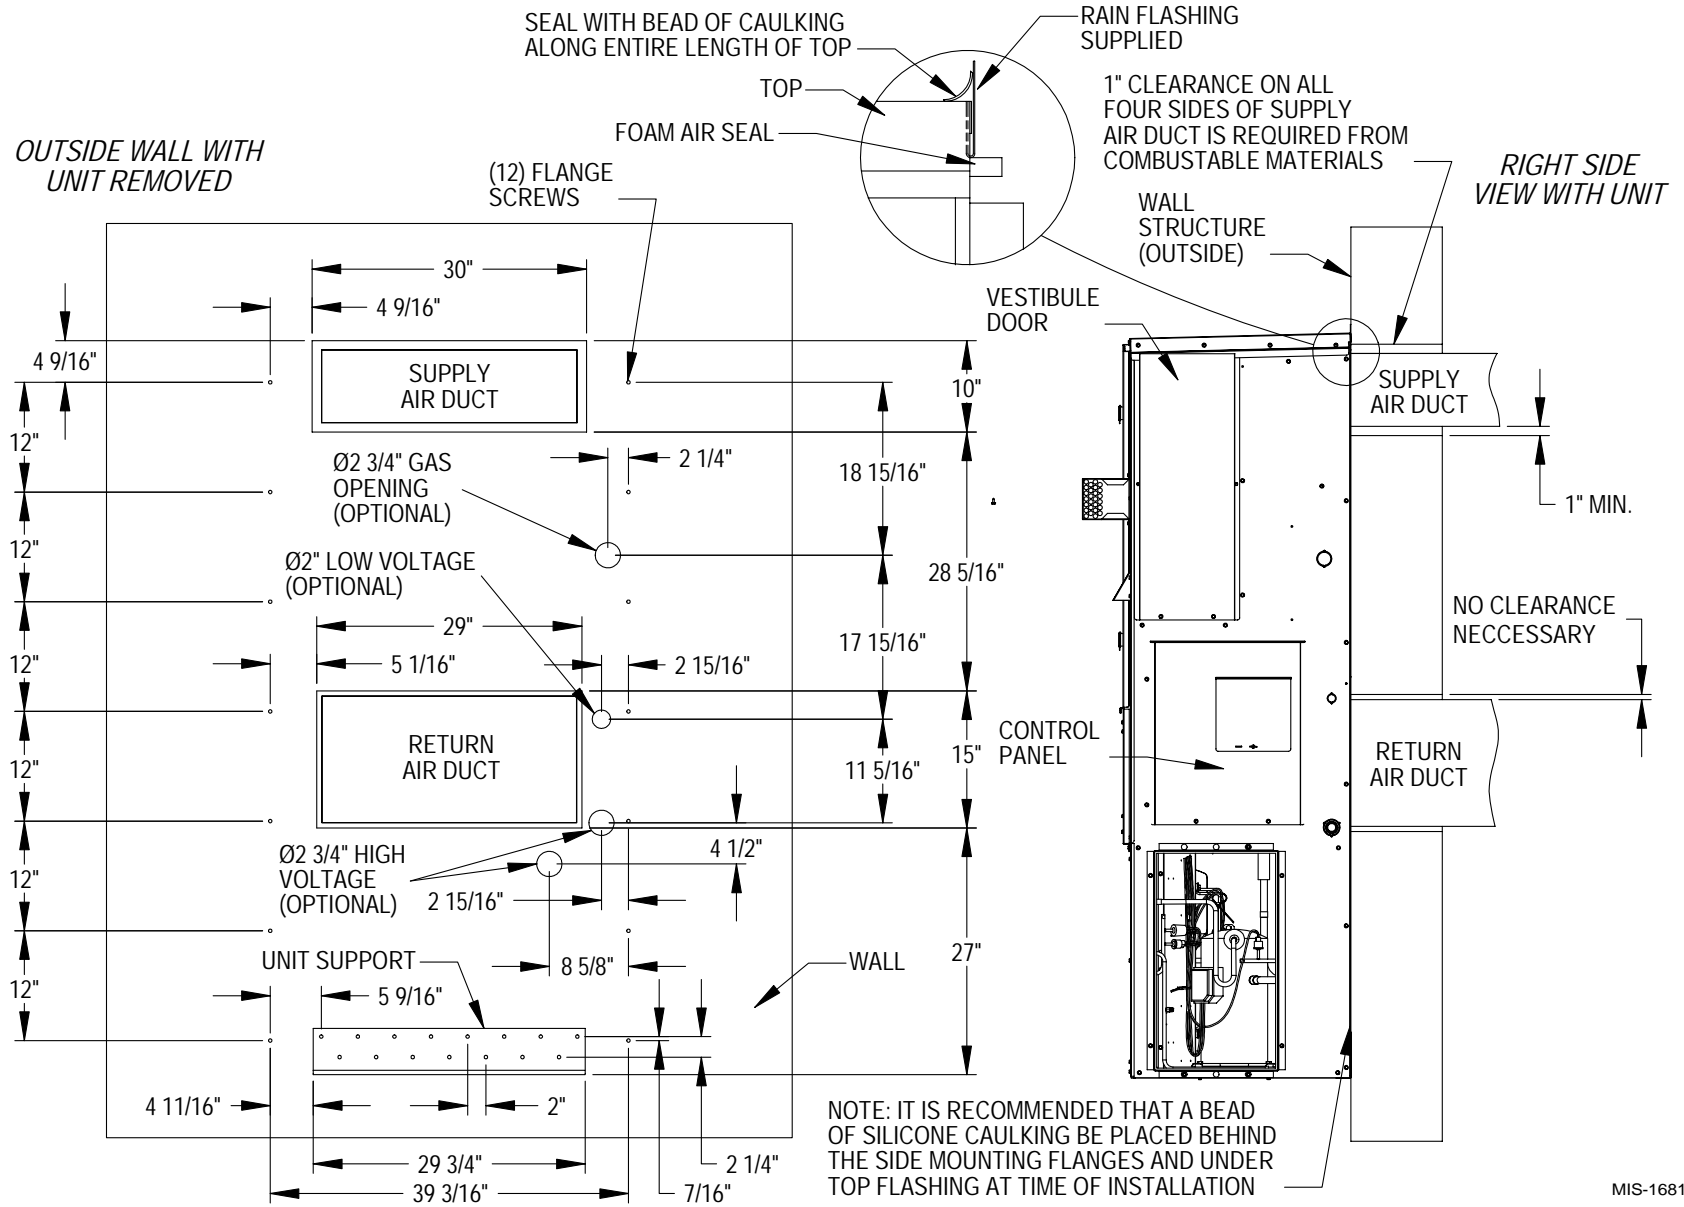 SEAL WITH BEAD OF CAULKING
ALONG ENTIRE LENGTH OF TOP
RAIN FLASHING
SUPPLIED
TOP
FOAM AIR SEAL
1" CLEARANCE ON ALL
FOUR SIDES OF SUPPLY
AIR DUCT IS REQUIRED FROM
COMBUSTABLE MATERIALS
OUTSIDE WALL WITH
UNIT REMOVED
(12) FLANGE
SCREWS
RIGHT SIDE
VIEW WITH UNIT
WALL
STRUCTURE
(OUTSIDE)
VESTIBULE
DOOR
30"
4 9/16"
4 9/16"
SUPPLY
AIR DUCT
10"
SUPPLY
AIR DUCT
12"
Ø2 3/4" GAS
OPENING
(OPTIONAL)
2 1/4"
18 15/16"
1" MIN.
12"
Ø2" LOW VOLTAGE
(OPTIONAL)
28 5/16"
NO CLEARANCE
NECCESSARY
29"
17 15/16"
12"
5 1/16"
2 15/16"
RETURN
AIR DUCT
CONTROL
PANEL
15"
11 5/16"
RETURN
AIR DUCT
12"
Ø2 3/4" HIGH
VOLTAGE
(OPTIONAL)
4 1/2"
12"
2 15/16"
27"
UNIT SUPPORT
8 5/8"
WALL
12"
5 9/16"
4 11/16"
2"
29 3/4"
2 1/4"
39 3/16"
7/16"
NOTE: IT IS RECOMMENDED THAT A BEAD
OF SILICONE CAULKING BE PLACED BEHIND
THE SIDE MOUNTING FLANGES AND UNDER
TOP FLASHING AT TIME OF INSTALLATION
MIS-1681